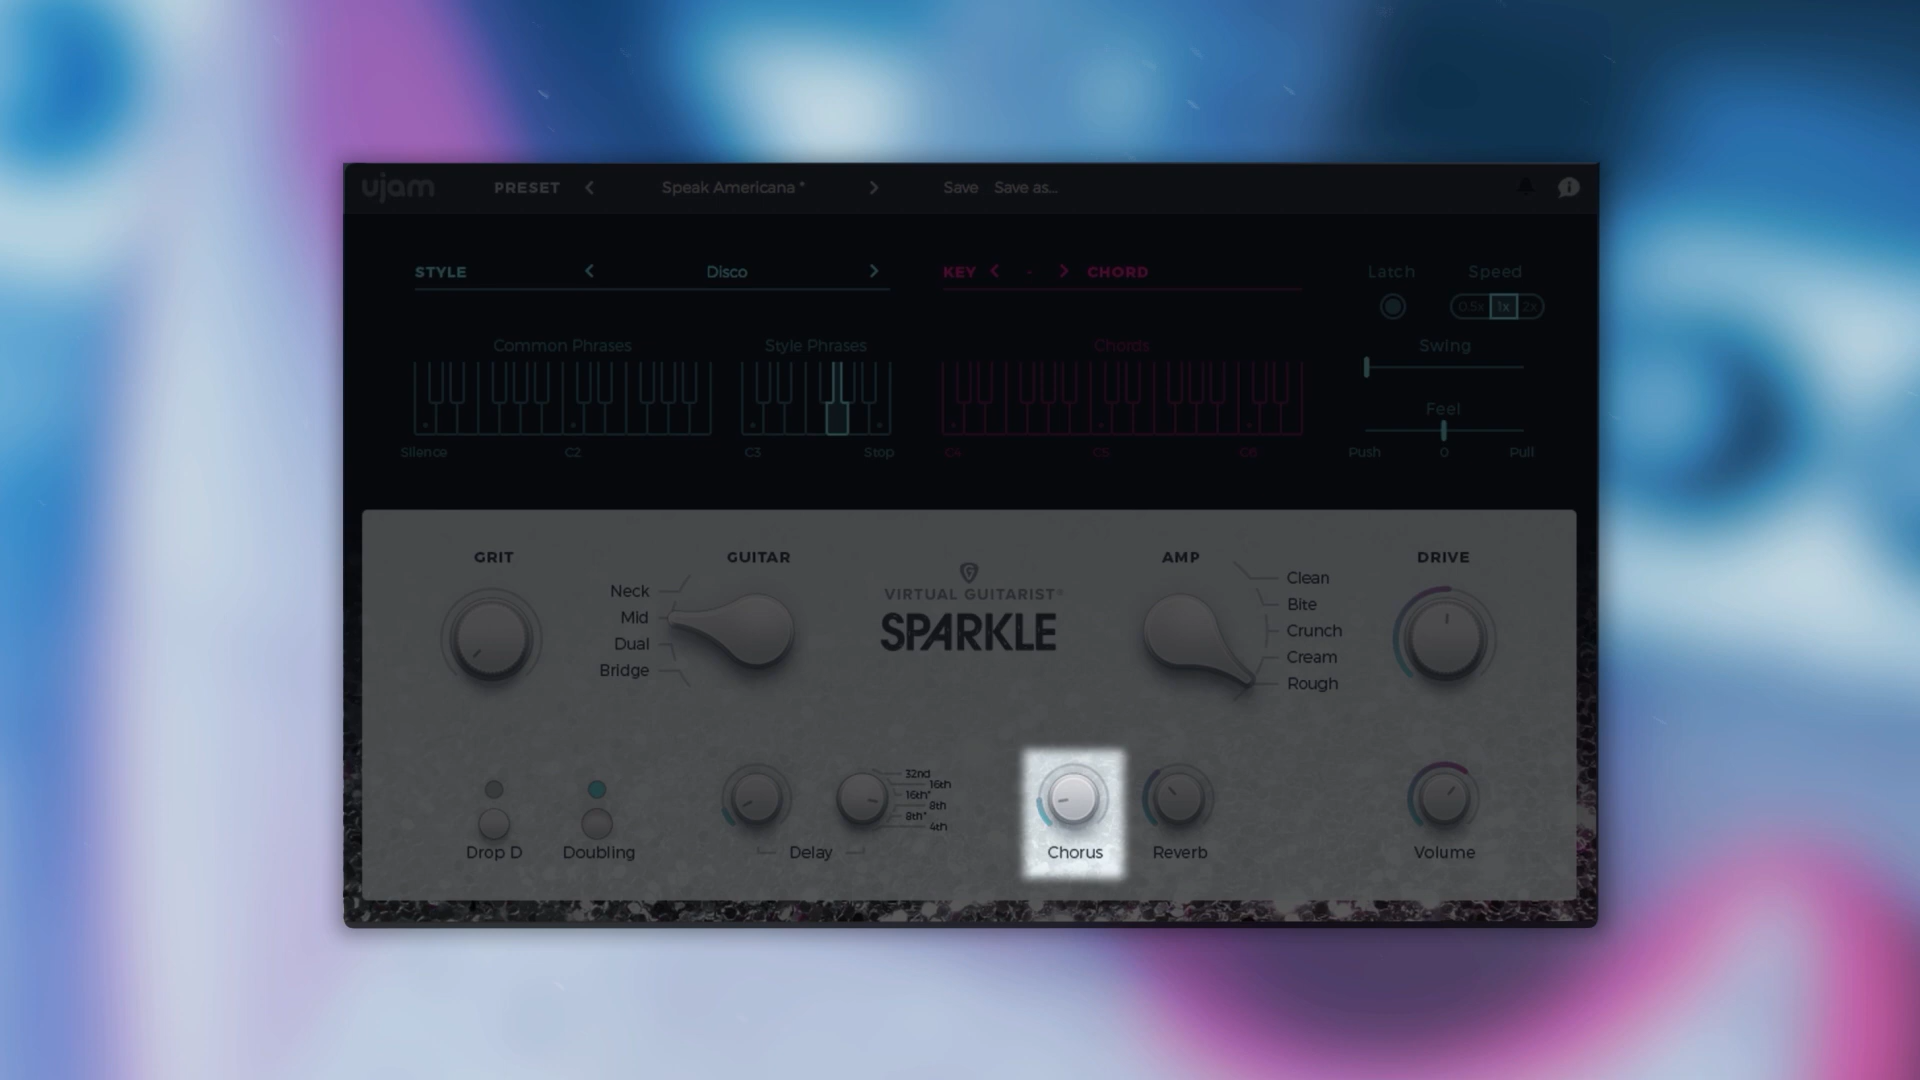 ujam PRESET Speak Americana * Save Save as...
STYLE Disco KEY - CHORD Latch Speed
0.5x 1x 2x
Common Phrases Style Phrases Chords Swing
Feel
Silence C2 C3 Stop C4 C5 C6 Push 0 Pull
GRIT GUITAR AMP DRIVE
Neck
Mid
Dual
Bridge
VIRTUAL GUITARIST®
SPARKLE
Clean
Bite
Crunch
Cream
Rough
32nd
16th
16th*
8th
8th*
4th
Drop D Doubling Delay Chorus Reverb Volume